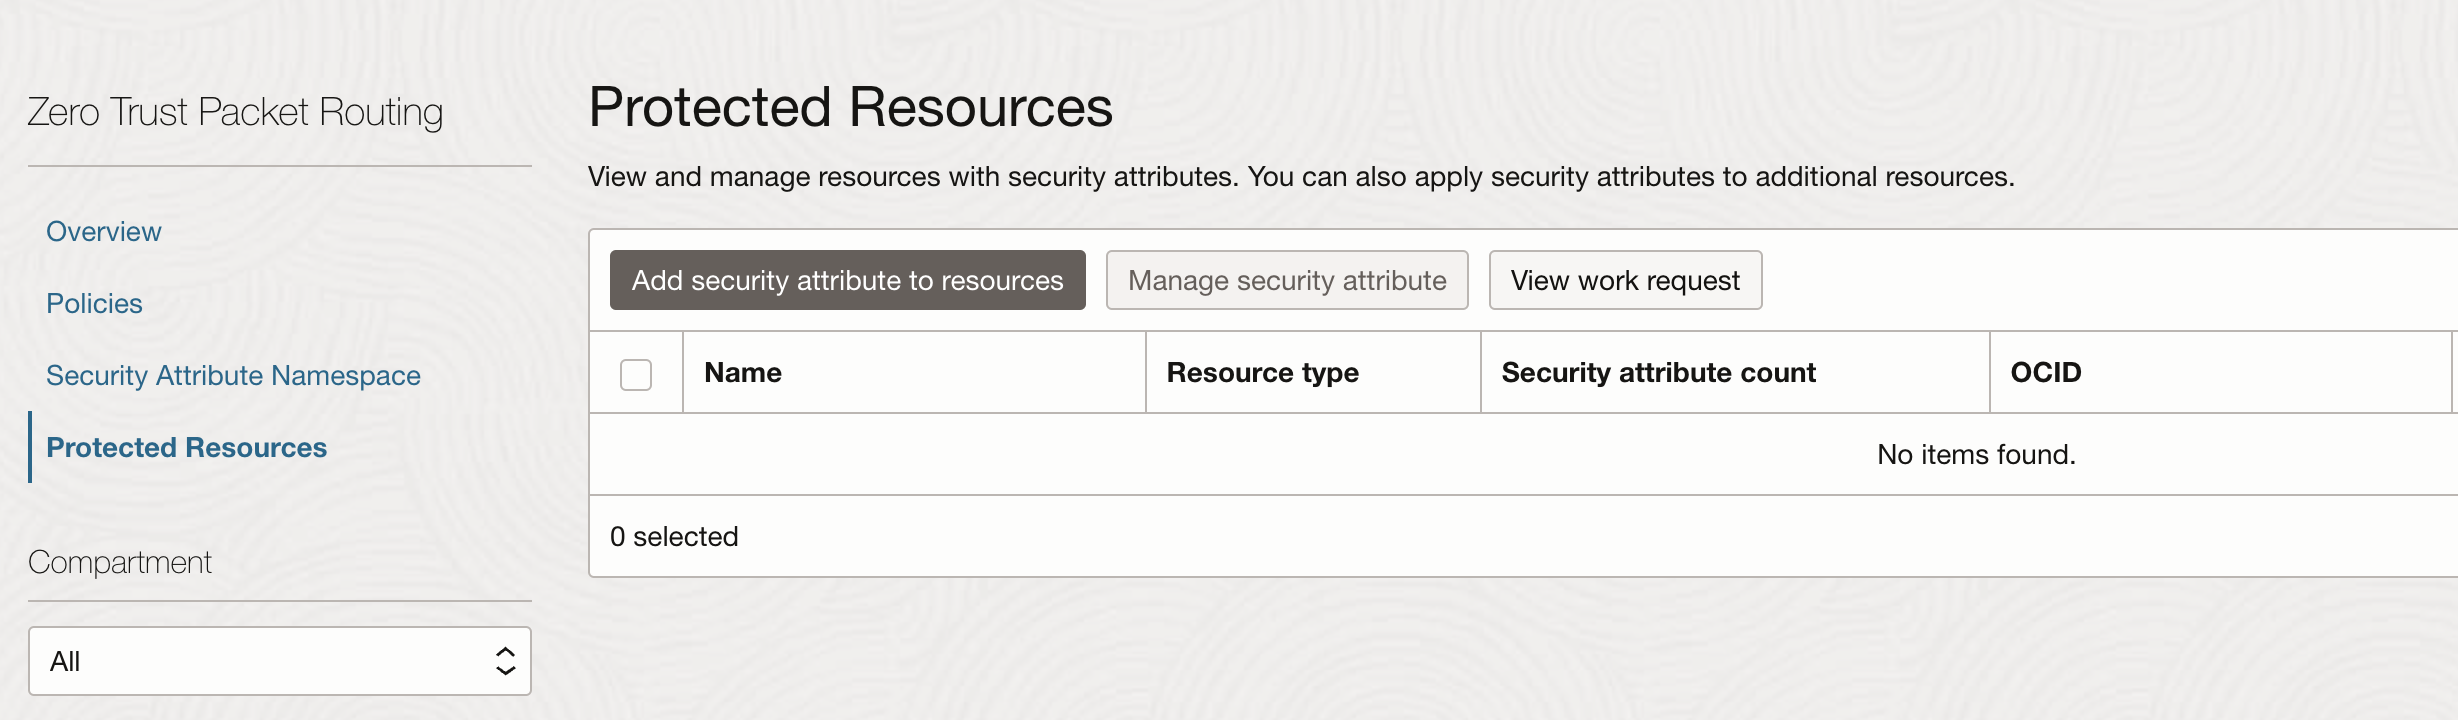 Zero Trust Packet Routing
Overview
Policies
Security Attribute Namespace
Protected Resources
Compartment
All
Protected Resources
View and manage resources with security attributes. You can also apply security attributes to additional resources.
Add security attribute to resources Manage security attribute View work request
Name Resource type Security attribute count OCID
No items found.
0 selected